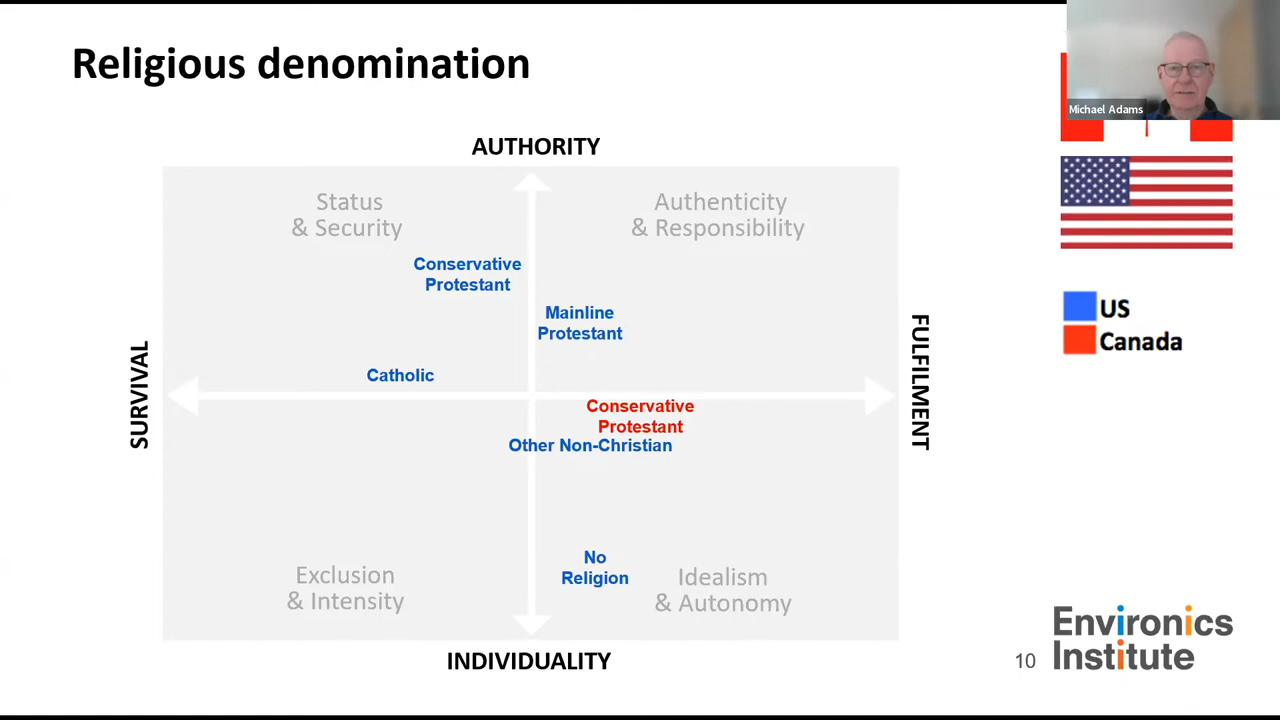 Religious denomination
Michael Adams
AUTHORITY
Status
& Security
Authenticity
& Responsibility
Conservative
Protestant
Mainline
Protestant
US
Canada
SURVIVAL
FULFILMENT
Catholic
Conservative
Protestant
Other Non-Christian
No
Religion
Exclusion
& Intensity
Idealism
& Autonomy
INDIVIDUALITY
10
Environics
Institute